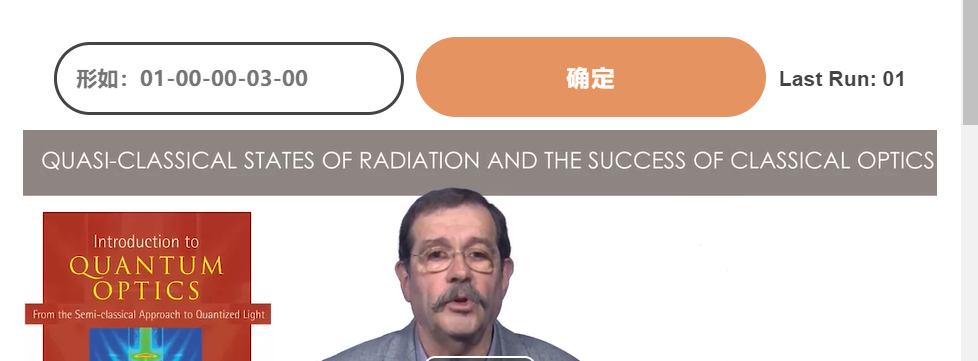 形如：01-00-00-03-00
确定
Last Run: 01
QUASI-CLASSICAL STATES OF RADIATION AND THE SUCCESS OF CLASSICAL OPTICS
Introduction to
QUANTUM
OPTICS
From the Semi-classical Approach to Quantized Light